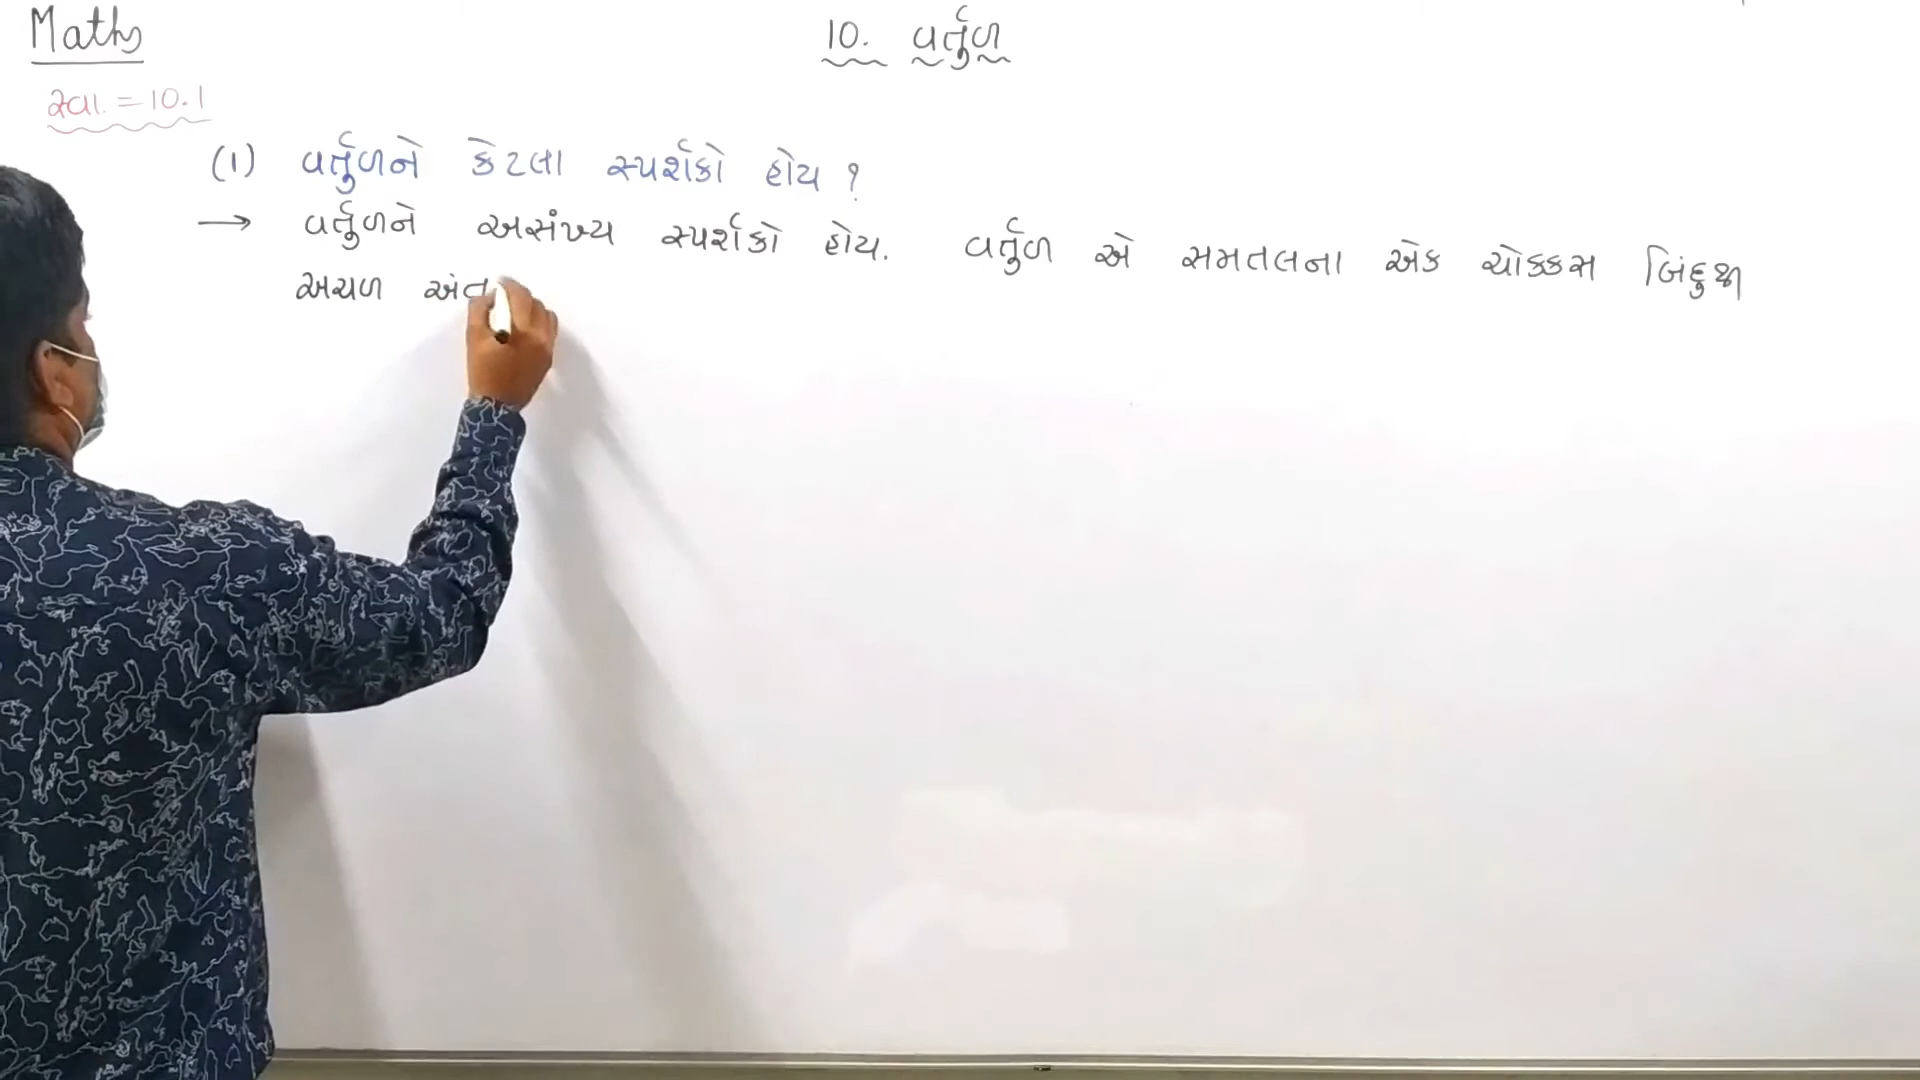 Maths
10. વર્તુળ
સ્વા. = 10.1
(1) વર્તુળને કેટલા સ્પર્શકો હોય ?
→ વર્તુળને અસંખ્ય સ્પર્શકો હોય. વર્તુળ એ સમતલના એક ચોક્કસ
અચળ અંત